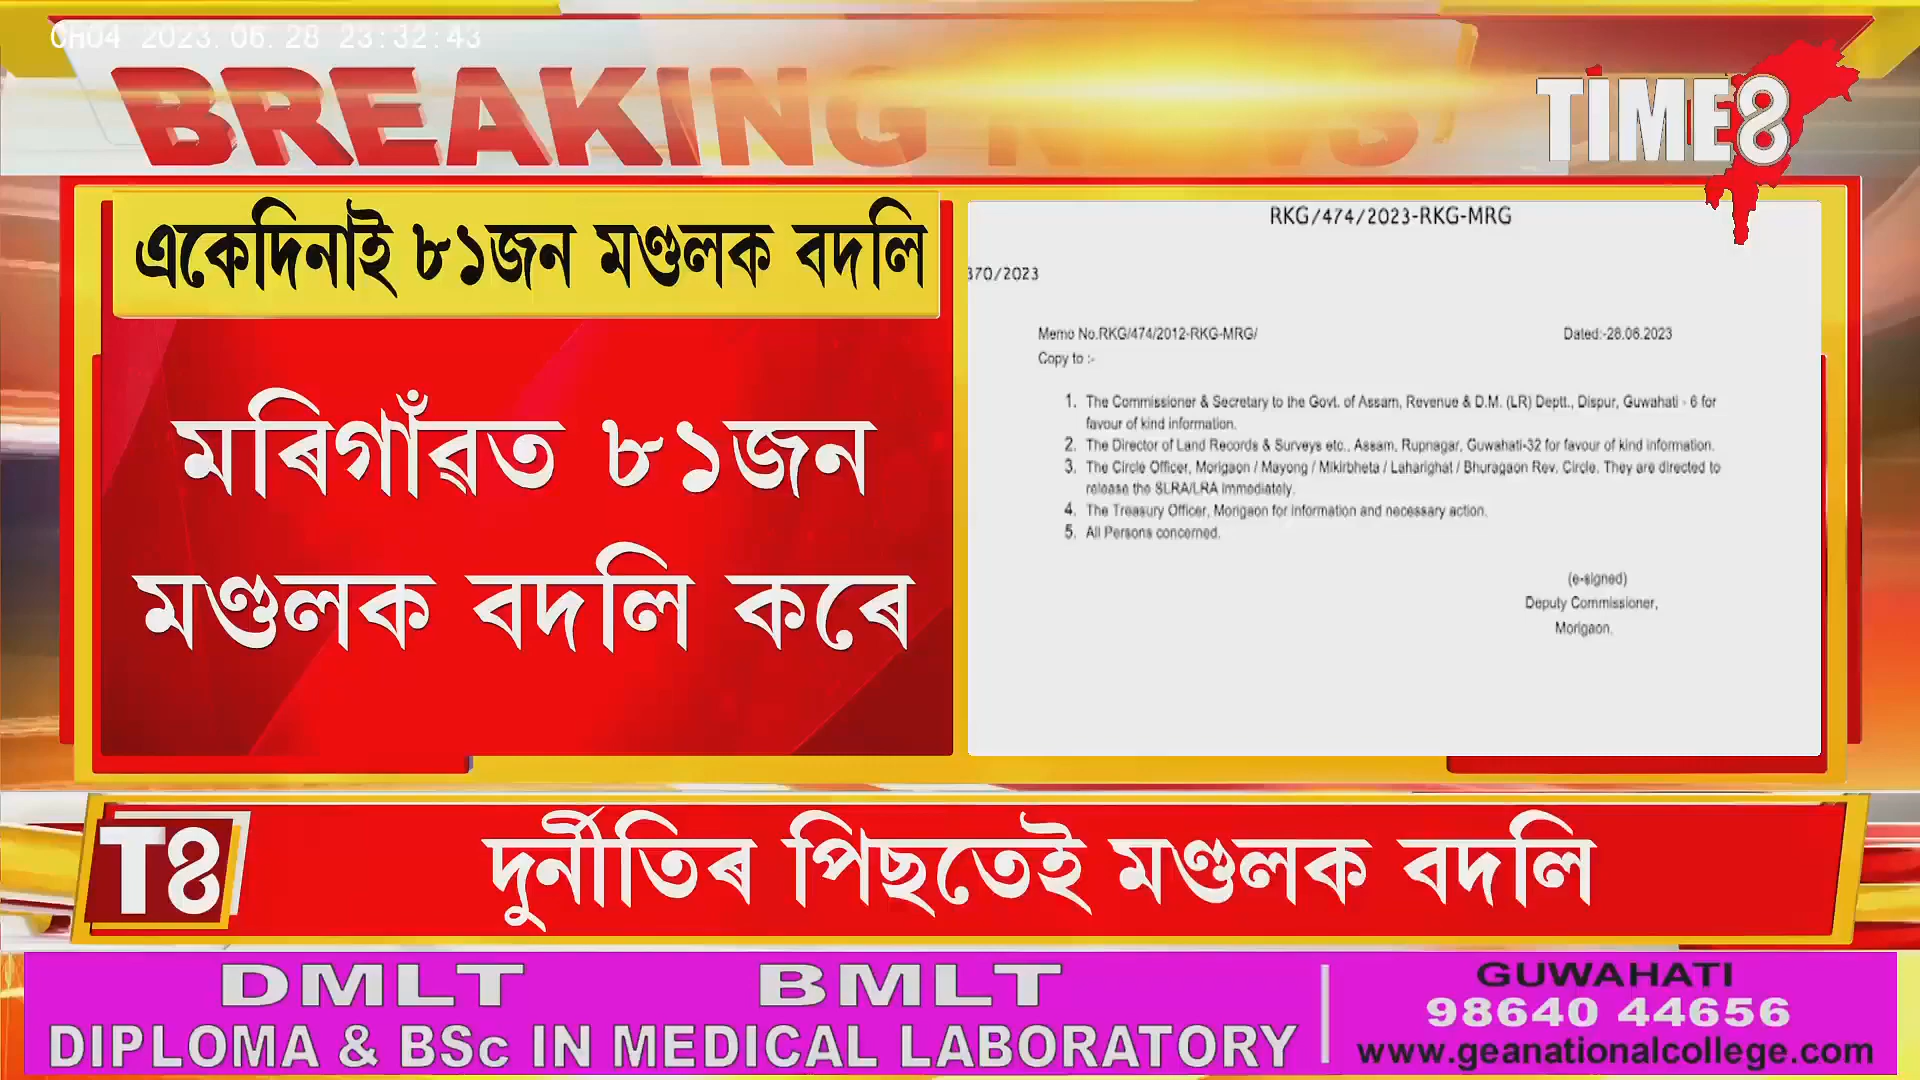 CH04 2023.06.28 23:32:43
BREAKING NEWS
TIME8
একেদিনাই ৮১জন মণ্ডলক বদলি
মৰিগাঁৱত ৮১জন
মণ্ডলক বদলি কৰে
RKG/474/2023-RKG-MRG
370/2023
Memo No.RKG/474/2012-RKG-MRG/ Dated:-28.06.2023
Copy to :-
1. The Commissioner & Secretary to the Govt. of Assam, Revenue & D.M. (LR) Deptt., Dispur, Guwahati - 6 for
favour of kind information.
2. The Director of Land Records & Surveys etc., Assam, Rupnagar, Guwahati-32 for favour of kind information.
3. The Circle Officer, Morigaon / Mayong / Mikirbheta / Laharighat / Bhuragaon Rev. Circle. They are directed to
release the SLRA/LRA immediately.
4. The Treasury Officer, Morigaon for information and necessary action.
5. All Persons concerned.
(e-signed)
Deputy Commissioner,
Morigaon.
T8
দুৰ্নীতিৰ পিছতেই মণ্ডলক বদলি
DMLT BMLT
DIPLOMA & BSc IN MEDICAL LABORATORY
GUWAHATI
98640 44656
www.geanationalcollege.com